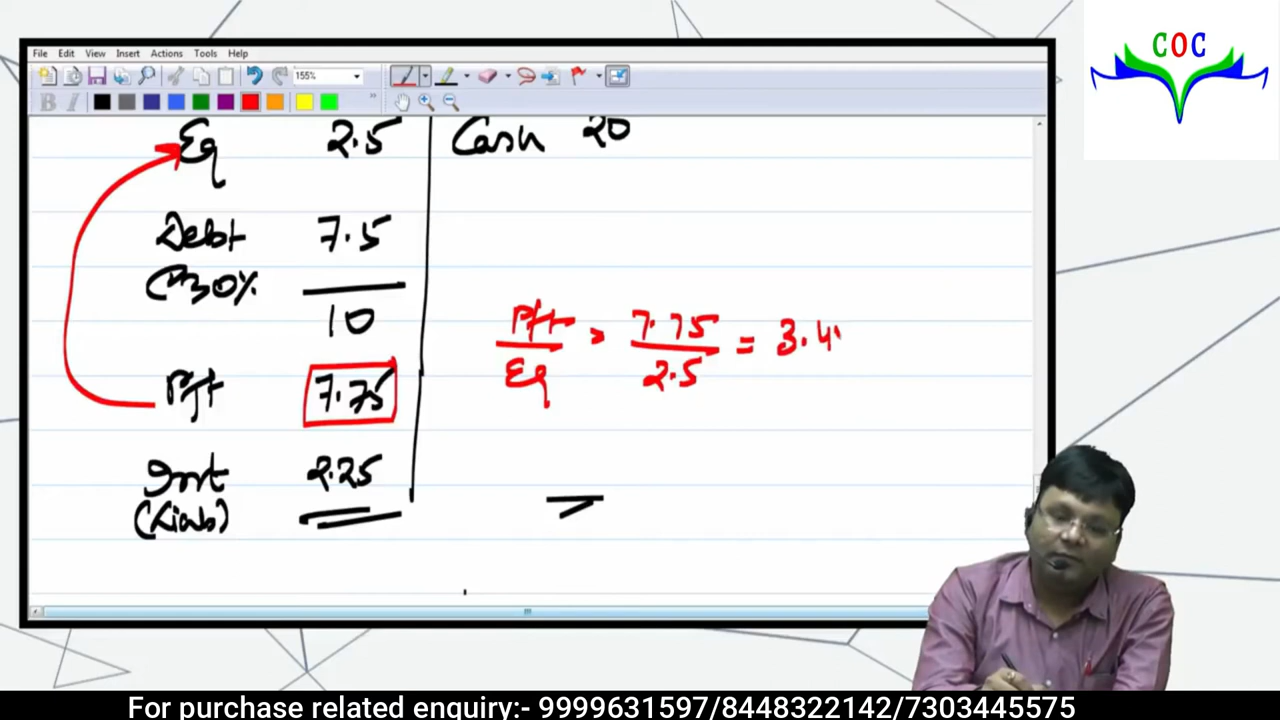 COC
File Edit View Insert Actions Tools Help
155%
B I
Eq 2.5 Cash 20
Debt 7.5
(@30%
10
Pft/Eq > 7.75/2.5 = 3.4
Pft 7.75
Int 2.25
(Liab)
For purchase related enquiry:- 9999631597/8448322142/7303445575